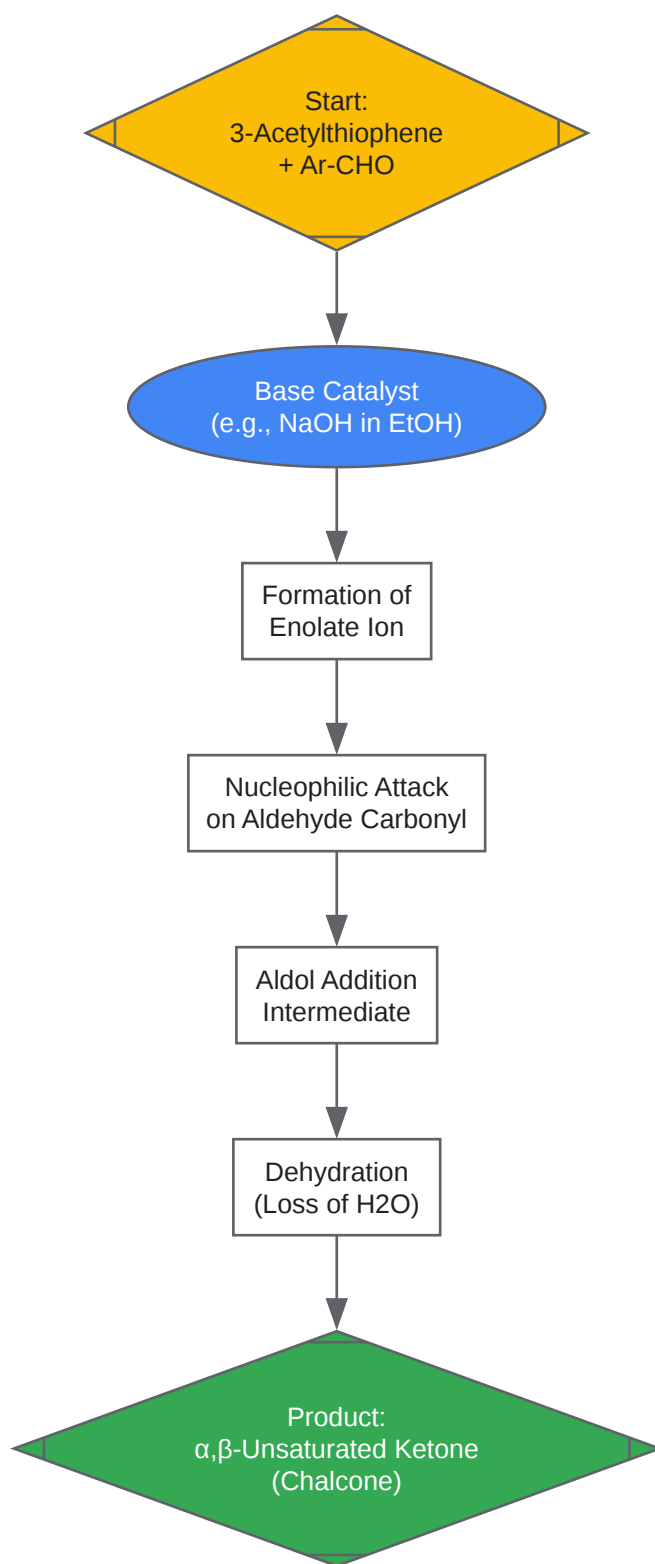 Start:
3-Acetylthiophene
+ Ar-CHO
Base Catalyst
(e.g., NaOH in EtOH)
Formation of
Enolate Ion
Nucleophilic Attack
on Aldehyde Carbonyl
Aldol Addition
Intermediate
Dehydration
(Loss of H2O)
Product:
α,β-Unsaturated Ketone
(Chalcone)